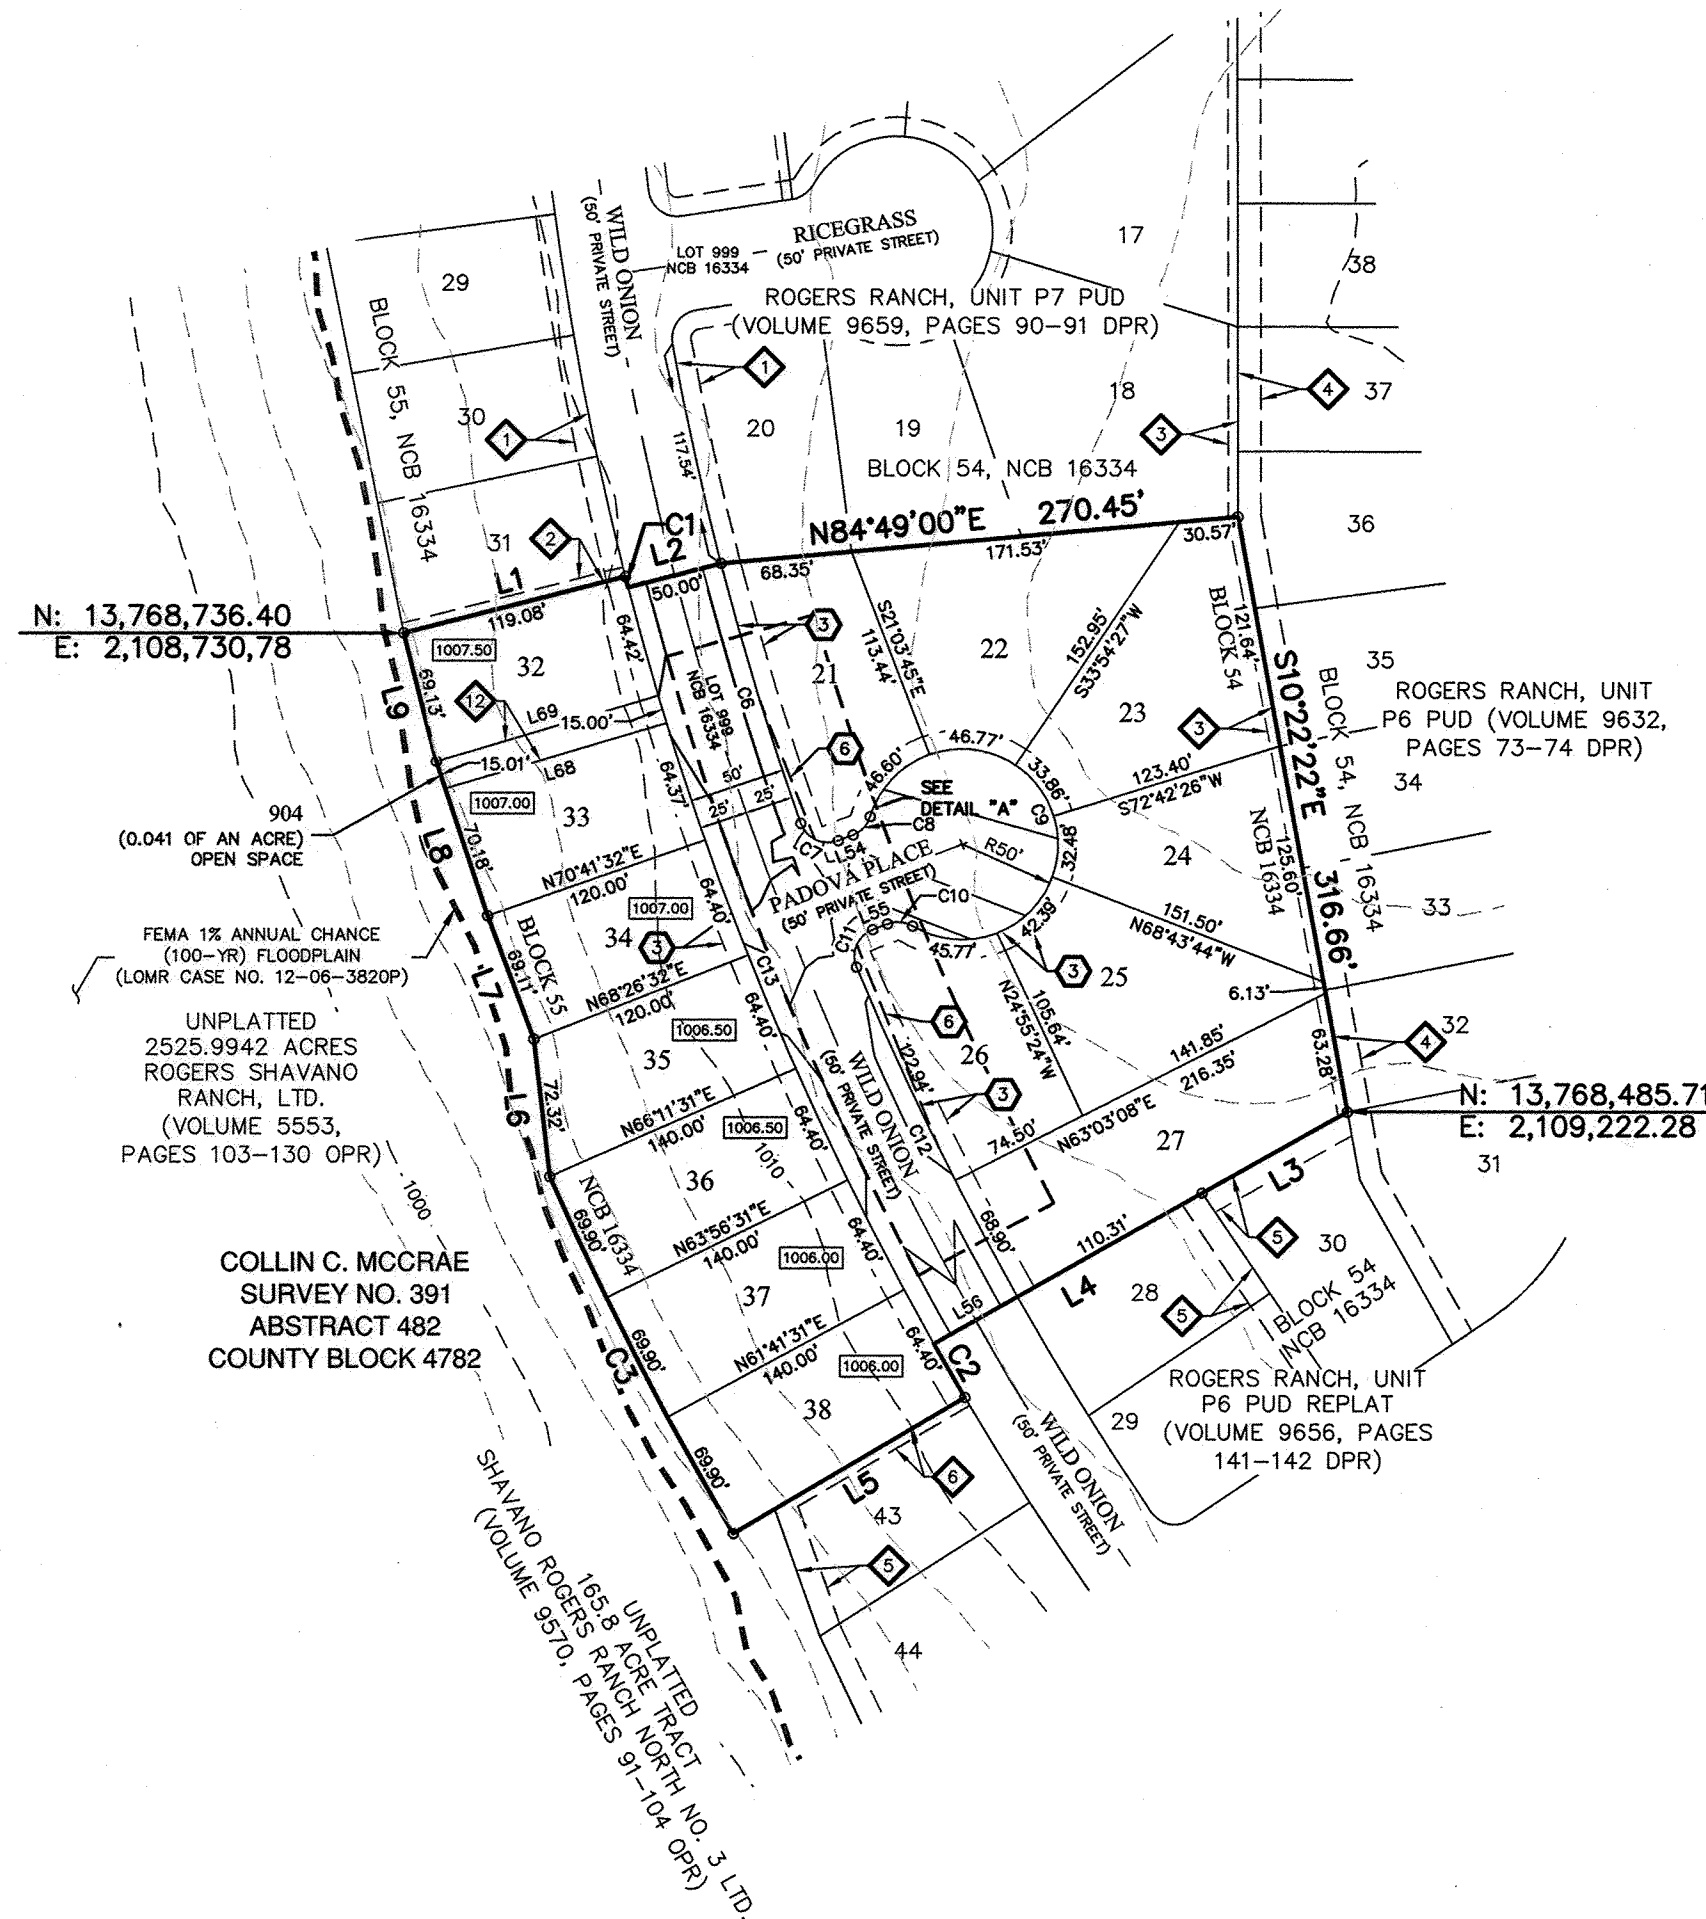 WILD ONION
(50' PRIVATE STREET)
RICEGRASS
(50' PRIVATE STREET)
LOT 999
NCB 16334
17
38
29
ROGERS RANCH, UNIT P7 PUD
(VOLUME 9659, PAGES 90-91 DPR)
BLOCK 55, NCB 16334
1
4
37
18
30
1
20
19
3
117.54'
BLOCK 54, NCB 16334
36
N84°49'00"E 270.45'
C1
L2
2
31
L1
30.57'
171.53'
68.35'
50.00'
119.08'
N: 13,768,736.40
E: 2,108,730,78
1007.50
32
64.42'
3
21
S21°03'45"E
113.44'
22
152.95'
S33°54'27"W
121.64'
BLOCK 54
S10°22'22"E 316.66'
BLOCK 54, NCB 16334
35
ROGERS RANCH, UNIT
P6 PUD (VOLUME 9632,
PAGES 73-74 DPR)
69.13'
L9
12
L69
15.00'
LOT 999
NCB 16334
C6
23
3
6
46.77'
46.60'
33.86'
123.40'
S72°42'26"W
34
15.01'
L68
64.37'
50'
25'
25'
SEE
DETAIL "A"
C9
904
(0.041 OF AN ACRE)
OPEN SPACE
1007.00
33
C8
C7
L54
R50'
32.48'
24
NCB 16334
125.60'
L8
70.18'
N70°41'32"E
120.00'
PADOVA PLACE
(50' PRIVATE STREET)
C10
L55
C11
33
64.40'
1007.00
34
3
151.50'
N68°43'44"W
42.39'
45.77'
FEMA 1% ANNUAL CHANCE
(100-YR) FLOODPLAIN
(LOMR CASE NO. 12-06-3820P)
BLOCK 55
69.11'
L7
N68°26'32"E
120.00'
C13
3
25
6.13'
UNPLATTED
2525.9942 ACRES
ROGERS SHAVANO
RANCH, LTD.
(VOLUME 5553,
PAGES 103-130 OPR)
1006.50
35
64.40'
6
26
N24°55'24"W
105.64'
4
32
63.28'
72.32'
L6
WILD ONION
(50' PRIVATE STREET)
122.94'
3
141.85'
216.35'
N63°03'08"E
74.50'
C12
N: 13,768,485.71
E: 2,109,222.28
N66°11'31"E
140.00'
1006.50
1010
64.40'
27
31
36
1000
NCB 16334
69.90'
L3
N63°56'31"E
140.00'
64.40'
1006.00
68.90'
110.31'
5
30
COLLIN C. MCCRAE
SURVEY NO. 391
ABSTRACT 482
COUNTY BLOCK 4782
37
L56
L4
28
5
BLOCK 54
NCB 16334
69.90'
C3
N61°41'31"E
140.00'
1006.00
64.40'
C2
38
29
WILD ONION
(50' PRIVATE STREET)
ROGERS RANCH, UNIT
P6 PUD REPLAT
(VOLUME 9656, PAGES
141-142 DPR)
69.90'
L5
6
43
5
44
UNPLATTED
165.8 ACRE TRACT
SHAVANO ROGERS RANCH NORTH NO. 3 LTD.
(VOLUME 9570, PAGES 91-104 OPR)